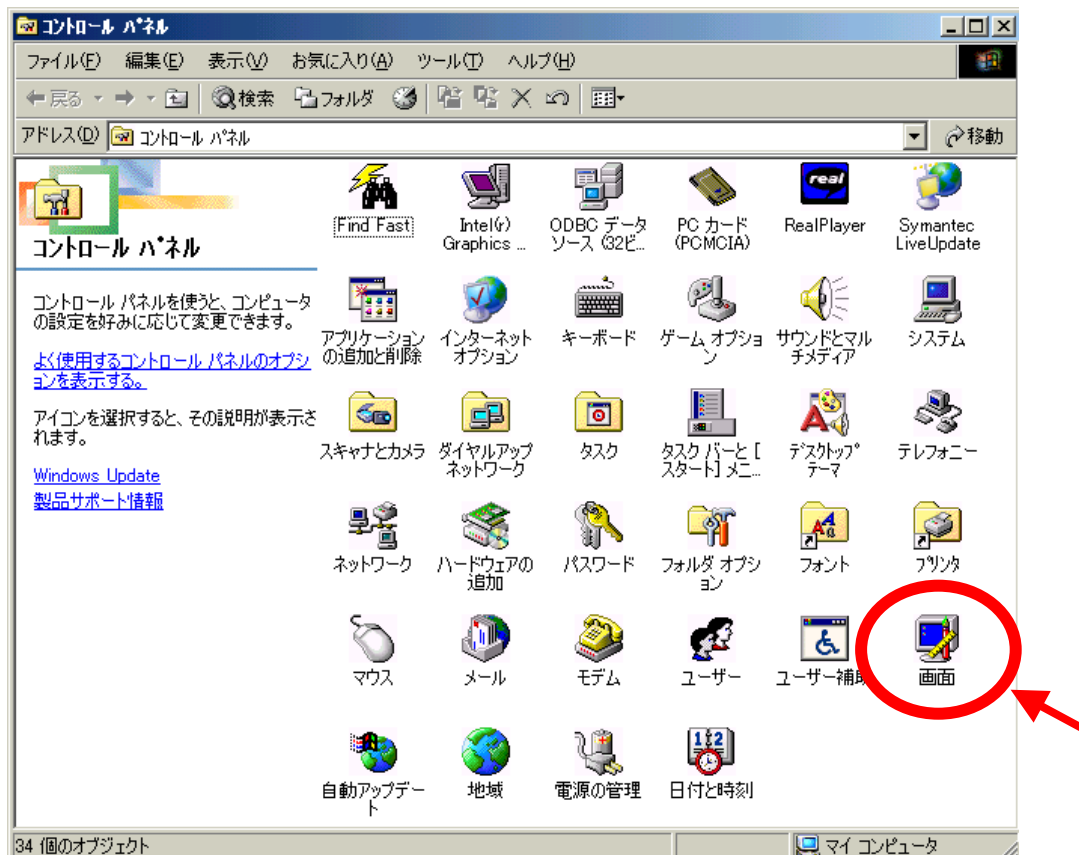 コントロール パネル
ファイル(F) 編集(E) 表示(V) お気に入り(A) ツール(T) ヘルプ(H)
戻る 検索 フォルダ
アドレス(D) コントロール パネル 移動
コントロール パネル
コントロール パネルを使うと、コンピュータ
の設定を好みに応じて変更できます。
よく使用するコントロール パネルのオプシ
ョンを表示する。
アイコンを選択すると、その説明が表示さ
れます。
Windows Update
製品サポート情報
Find Fast
Intel(r)
Graphics ...
ODBC データ
ソース (32ビ...
PC カード
(PCMCIA)
real
RealPlayer
Symantec
LiveUpdate
アプリケーション
の追加と削除
インターネット
オプション
キーボード
ゲーム オプショ
ン
サウンドとマル
チメディア
システム
スキャナとカメラ
ダイヤルアップ
ネットワーク
タスク
タスク バーと [
スタート] メニ...
デスクトップ
テーマ
テレフォニー
ネットワーク
ハードウェアの
追加
パスワード
フォルダ オプシ
ョン
フォント
プリンタ
マウス
メール
モデム
ユーザー
ユーザー補助
画面
自動アップデー
ト
地域
電源の管理
12
日付と時刻
34 個のオブジェクト マイ コンピュータ